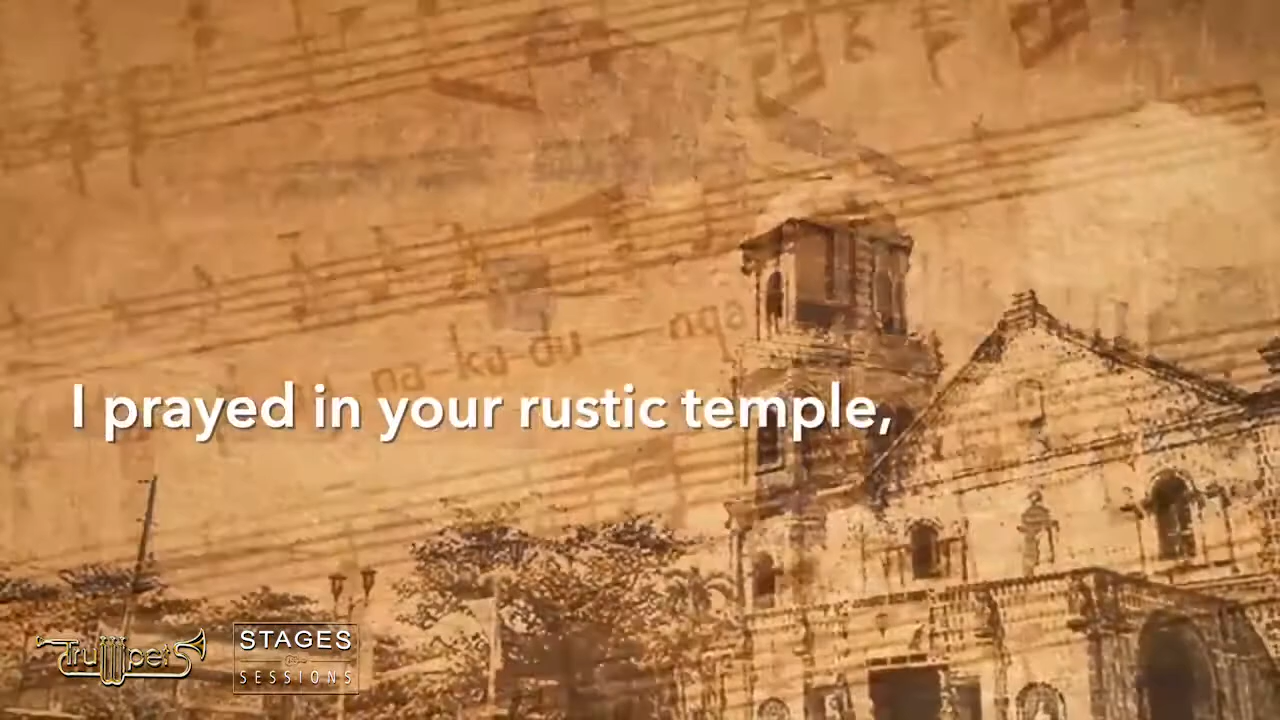 na-ka-du nga
I prayed in your rustic temple,
Trumpets
STAGES
SESSIONS